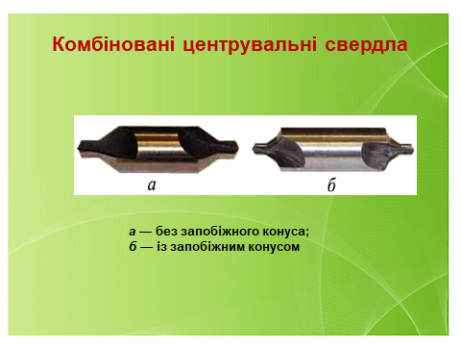 Комбіновані центрувальні свердла
а
б
а — без запобіжного конуса;
б — із запобіжним конусом